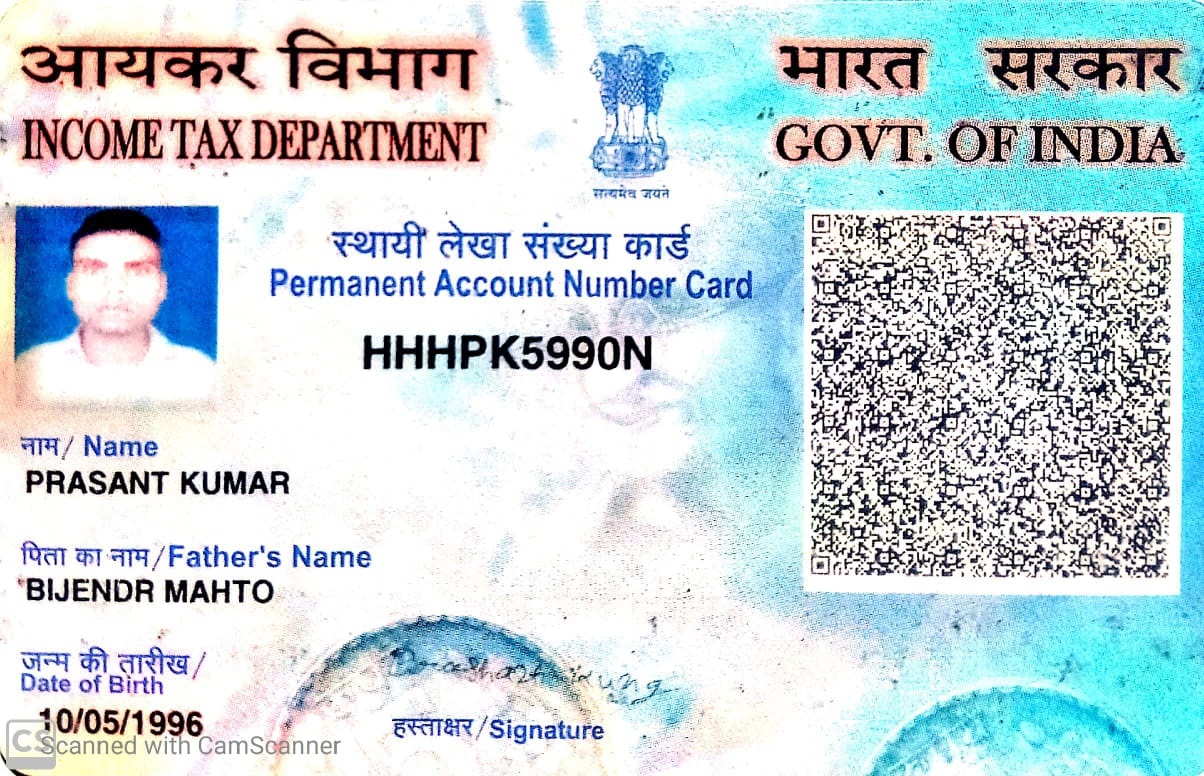 आयकर विभाग
INCOME TAX DEPARTMENT
सत्यमेव जयते
भारत सरकार
GOVT. OF INDIA
स्थायी लेखा संख्या कार्ड
Permanent Account Number Card
HHHPK5990N
नाम/ Name
PRASANT KUMAR
पिता का नाम/Father's Name
BIJENDR MAHTO
जन्म की तारीख/
Date of Birth
10/05/1996
हस्ताक्षर/Signature
CS Scanned with CamScanner